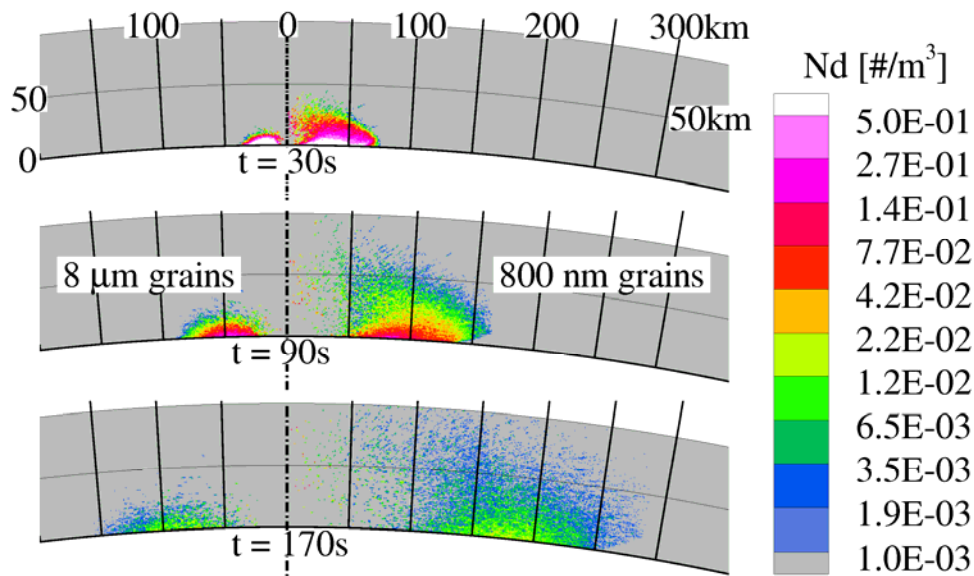 100 0 100 200 300km
50
50km
0
t = 30s
8 μm grains 800 nm grains
t = 90s
t = 170s
Nd [#/m³]
5.0E-01
2.7E-01
1.4E-01
7.7E-02
4.2E-02
2.2E-02
1.2E-02
6.5E-03
3.5E-03
1.9E-03
1.0E-03